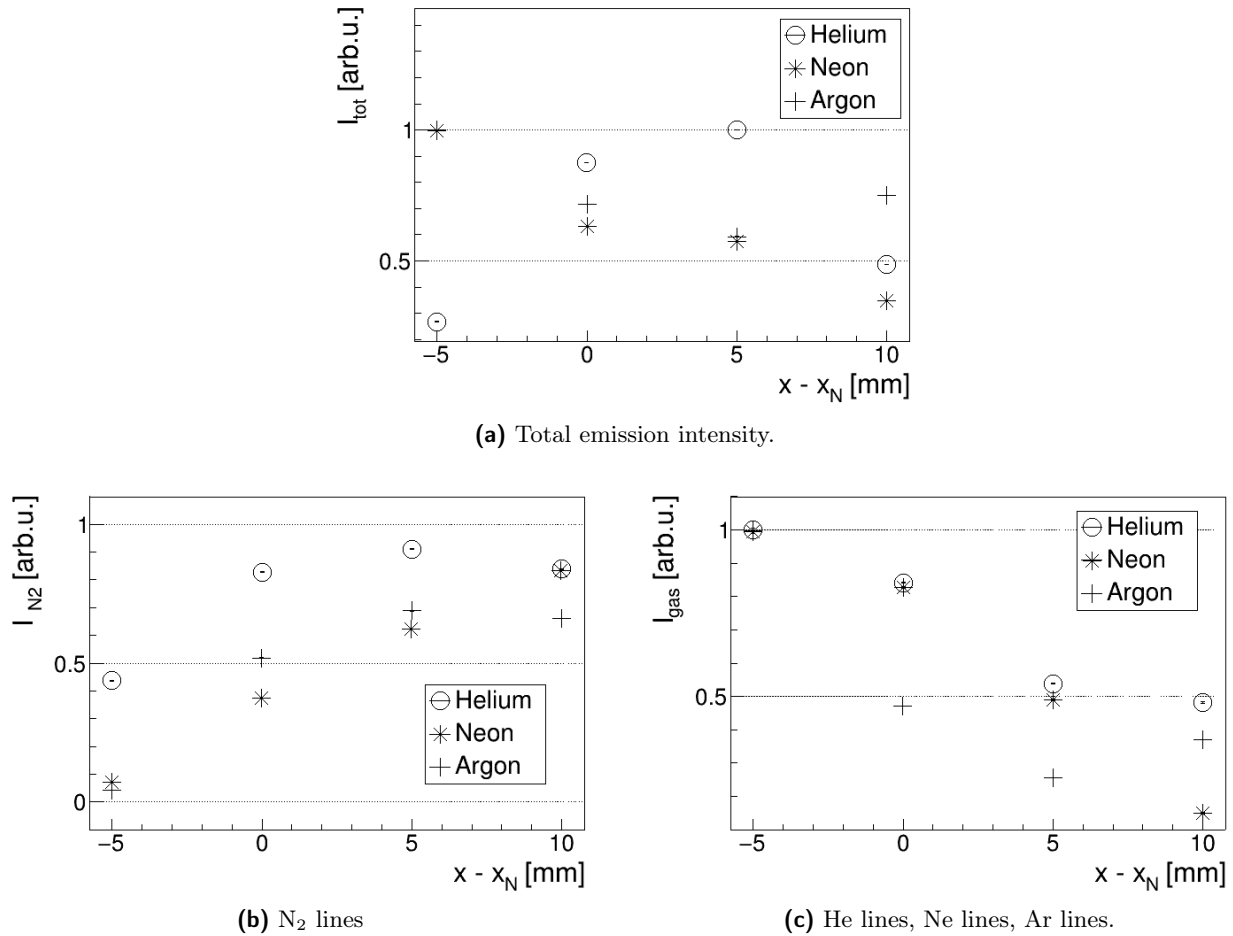 I_tot [arb.u.]
Helium
Neon
Argon
1
0.5
−5 0 5 10
x - x_N [mm]
(a) Total emission intensity.
I_N2 [arb.u.]
1
0.5
0
Helium
Neon
Argon
−5 0 5 10
x - x_N [mm]
(b) N₂ lines
I_gas [arb.u.]
1
0.5
Helium
Neon
Argon
−5 0 5 10
x - x_N [mm]
(c) He lines, Ne lines, Ar lines.